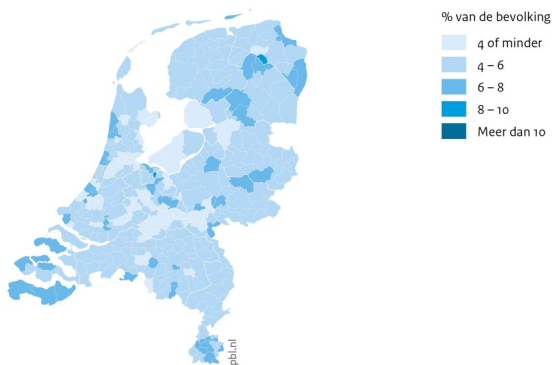 % van de bevolking
4 of minder
4 – 6
6 – 8
8 – 10
Meer dan 10
pbl.nl